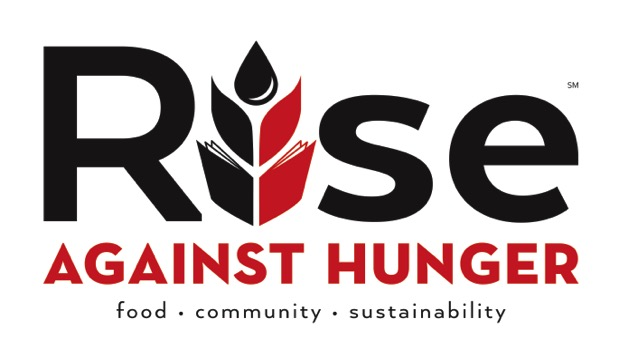 Rise
SM
AGAINST HUNGER
food • community • sustainability